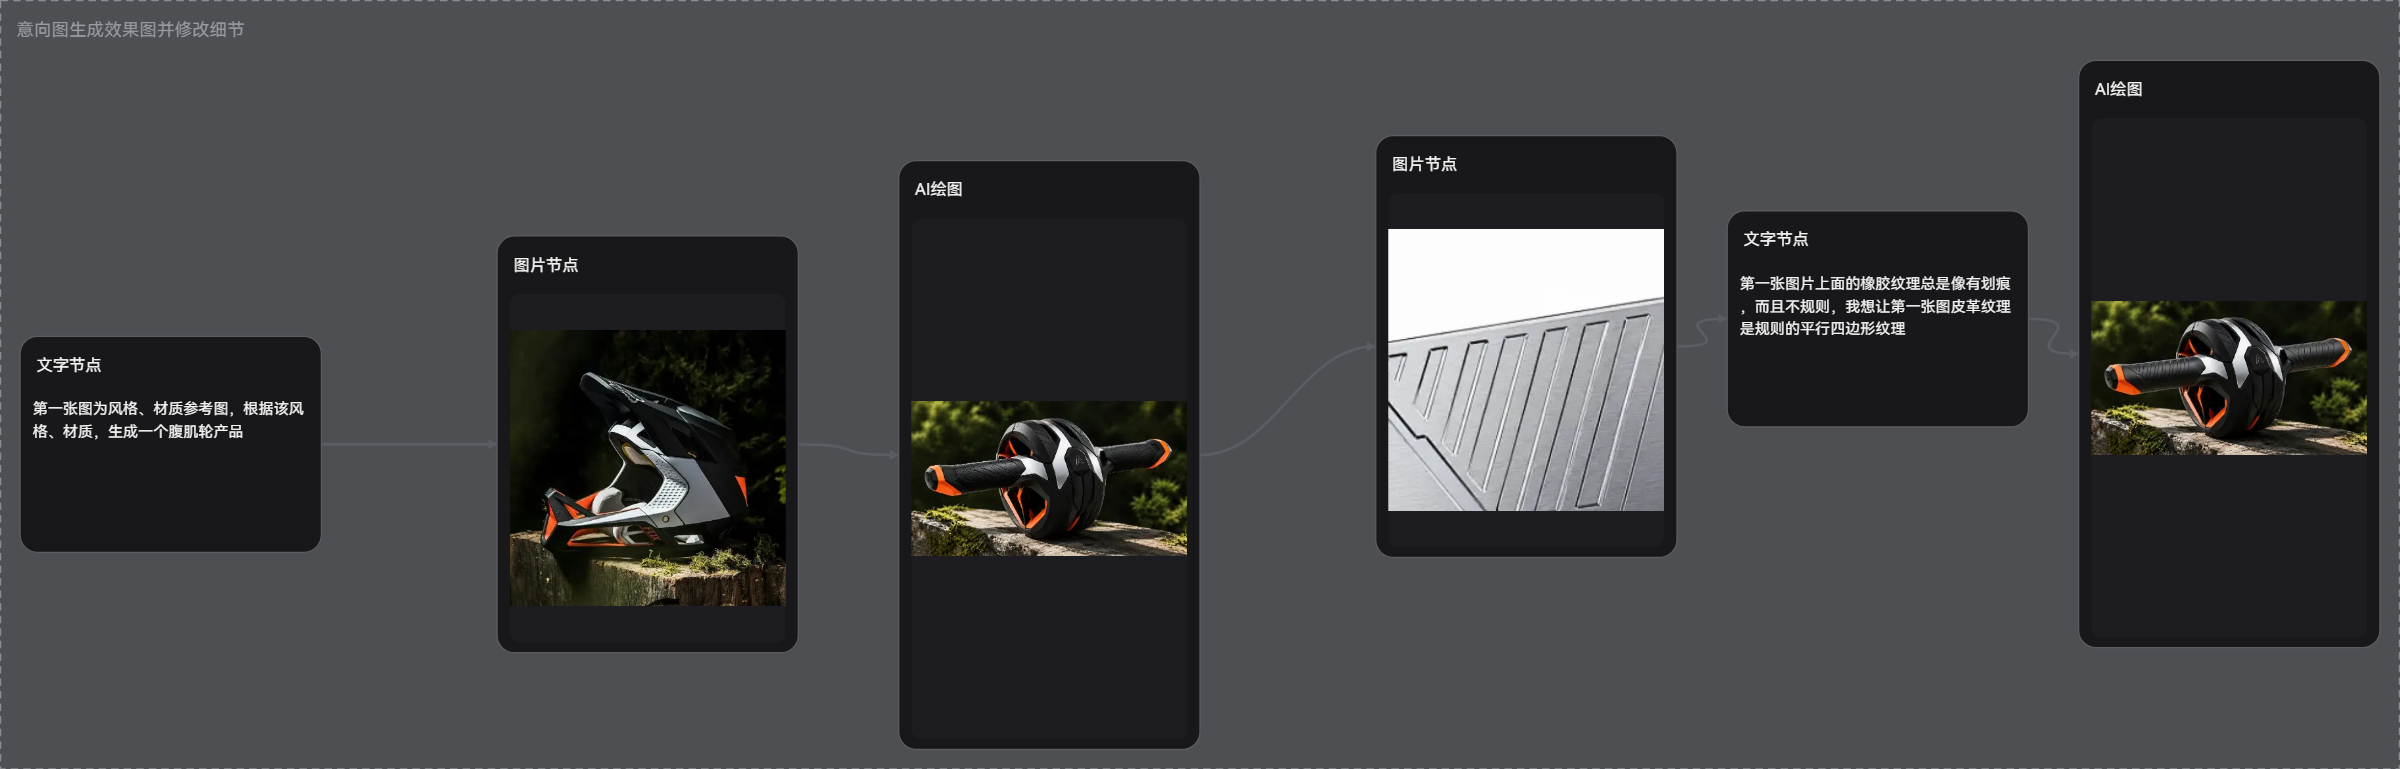 意向图生成效果图并修改细节
文字节点
第一张图为风格、材质参考图，根据该风
格、材质，生成一个腹肌轮产品
图片节点
AI绘图
图片节点
文字节点
第一张图片上面的橡胶纹理总是像有划痕
，而且不规则，我想让第一张图皮革纹理
是规则的平行四边形纹理
AI绘图